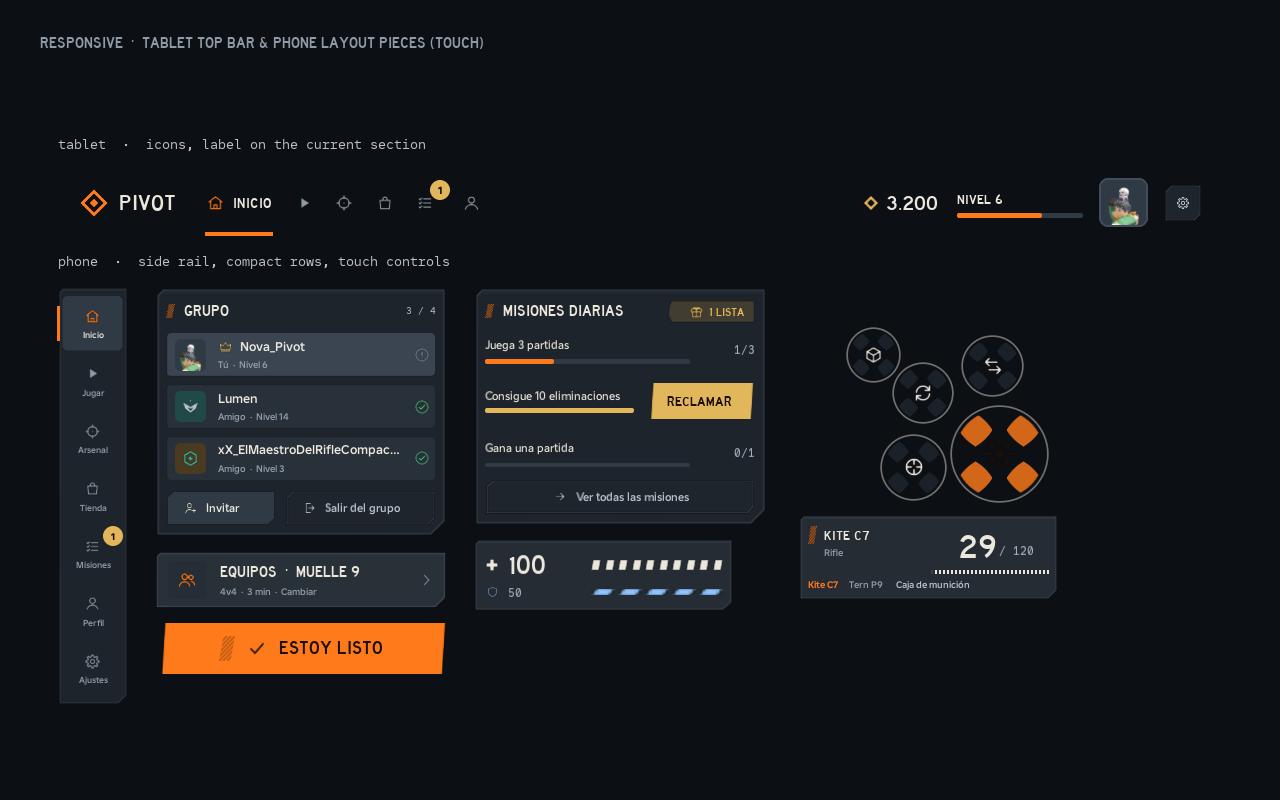 RESPONSIVE · TABLET TOP BAR & PHONE LAYOUT PIECES (TOUCH)
tablet · icons, label on the current section
PIVOT
INICIO
1
3.200
NIVEL 6
phone · side rail, compact rows, touch controls
Inicio
Jugar
Arsenal
Tienda
1
Misiones
Perfil
Ajustes
GRUPO
3 / 4
Nova_Pivot
Tú · Nivel 6
Lumen
Amigo · Nivel 14
xX_ElMaestroDelRifleCompac...
Amigo · Nivel 3
Invitar
Salir del grupo
EQUIPOS · MUELLE 9
4v4 · 3 min · Cambiar
ESTOY LISTO
MISIONES DIARIAS
1 LISTA
Juega 3 partidas
1/3
Consigue 10 eliminaciones
RECLAMAR
Gana una partida
0/1
Ver todas las misiones
100
50
KITE C7
Rifle
29 / 120
Kite C7 Tern P9 Caja de munición